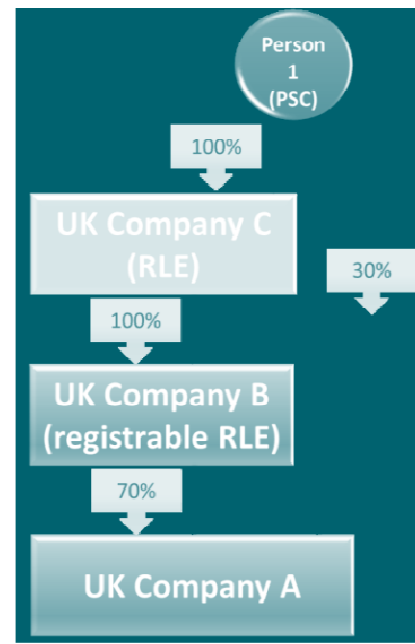 Person
1
(PSC)
100%
UK Company C
(RLE)
30%
100%
UK Company B
(registrable RLE)
70%
UK Company A